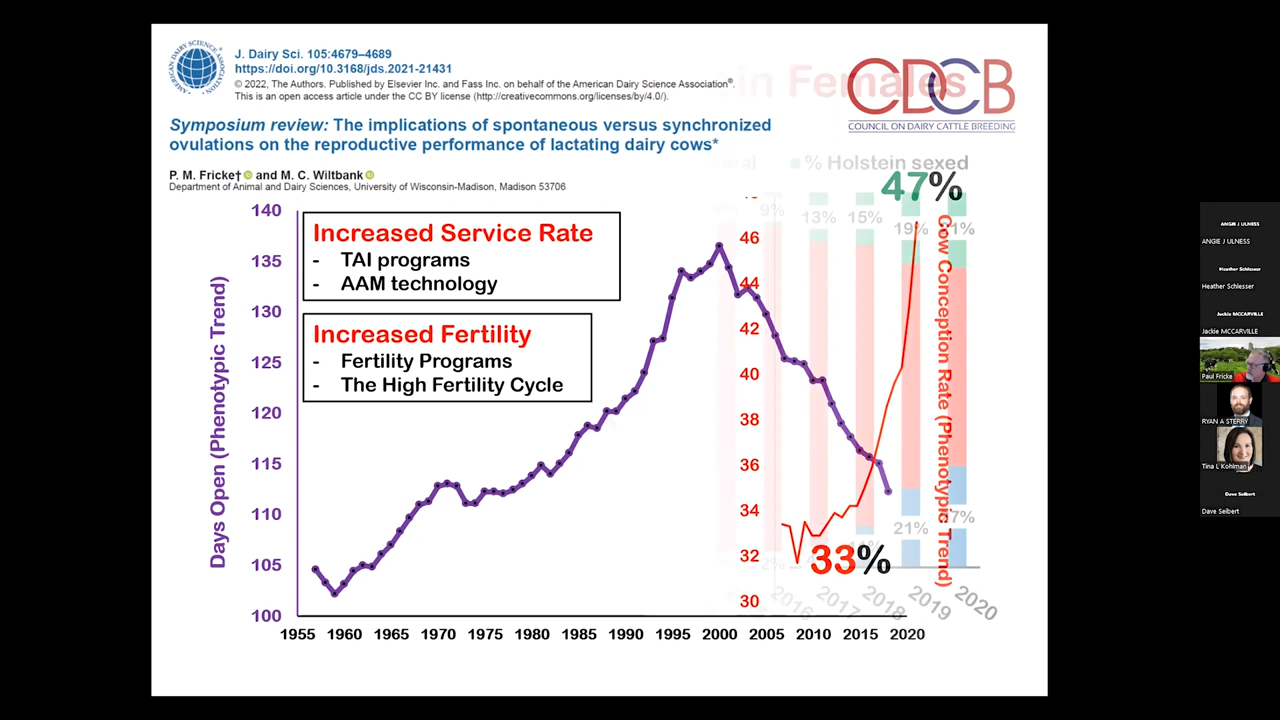 J. Dairy Sci. 105:4679–4689
https://doi.org/10.3168/jds.2021-21431
© 2022, The Authors. Published by Elsevier Inc. and Fass Inc. on behalf of the American Dairy Science Association®.
This is an open access article under the CC BY license (http://creativecommons.org/licenses/by/4.0/).
AMERICAN DAIRY SCIENCE ASSOCIATION
in Females
CDCB
COUNCIL ON DAIRY CATTLE BREEDING
Symposium review: The implications of spontaneous versus synchronized
ovulations on the reproductive performance of lactating dairy cows*
P. M. Fricke† and M. C. Wiltbank
Department of Animal and Dairy Sciences, University of Wisconsin-Madison, Madison 53706
% Holstein sexed
47%
Increased Service Rate
- TAI programs
- AAM technology
Increased Fertility
- Fertility Programs
- The High Fertility Cycle
Days Open (Phenotypic Trend)
140
135
130
125
120
115
110
105
100
46
44
42
40
38
36
34
32
30
Cow Conception Rate (Phenotypic Trend)
9%
13%
15%
19%
21%
33%
2016
2017
2018
2019
2020
1955 1960 1965 1970 1975 1980 1985 1990 1995 2000 2005 2010 2015 2020
ANGIE J ULNESS
ANGIE J ULNESS
Heather Schlesser
Heather Schlesser
Jackie MCCARVILLE
Jackie MCCARVILLE
Paul Fricke
RYAN A STERRY
Tina L Kohlman
Dave Seibert
Dave Seibert